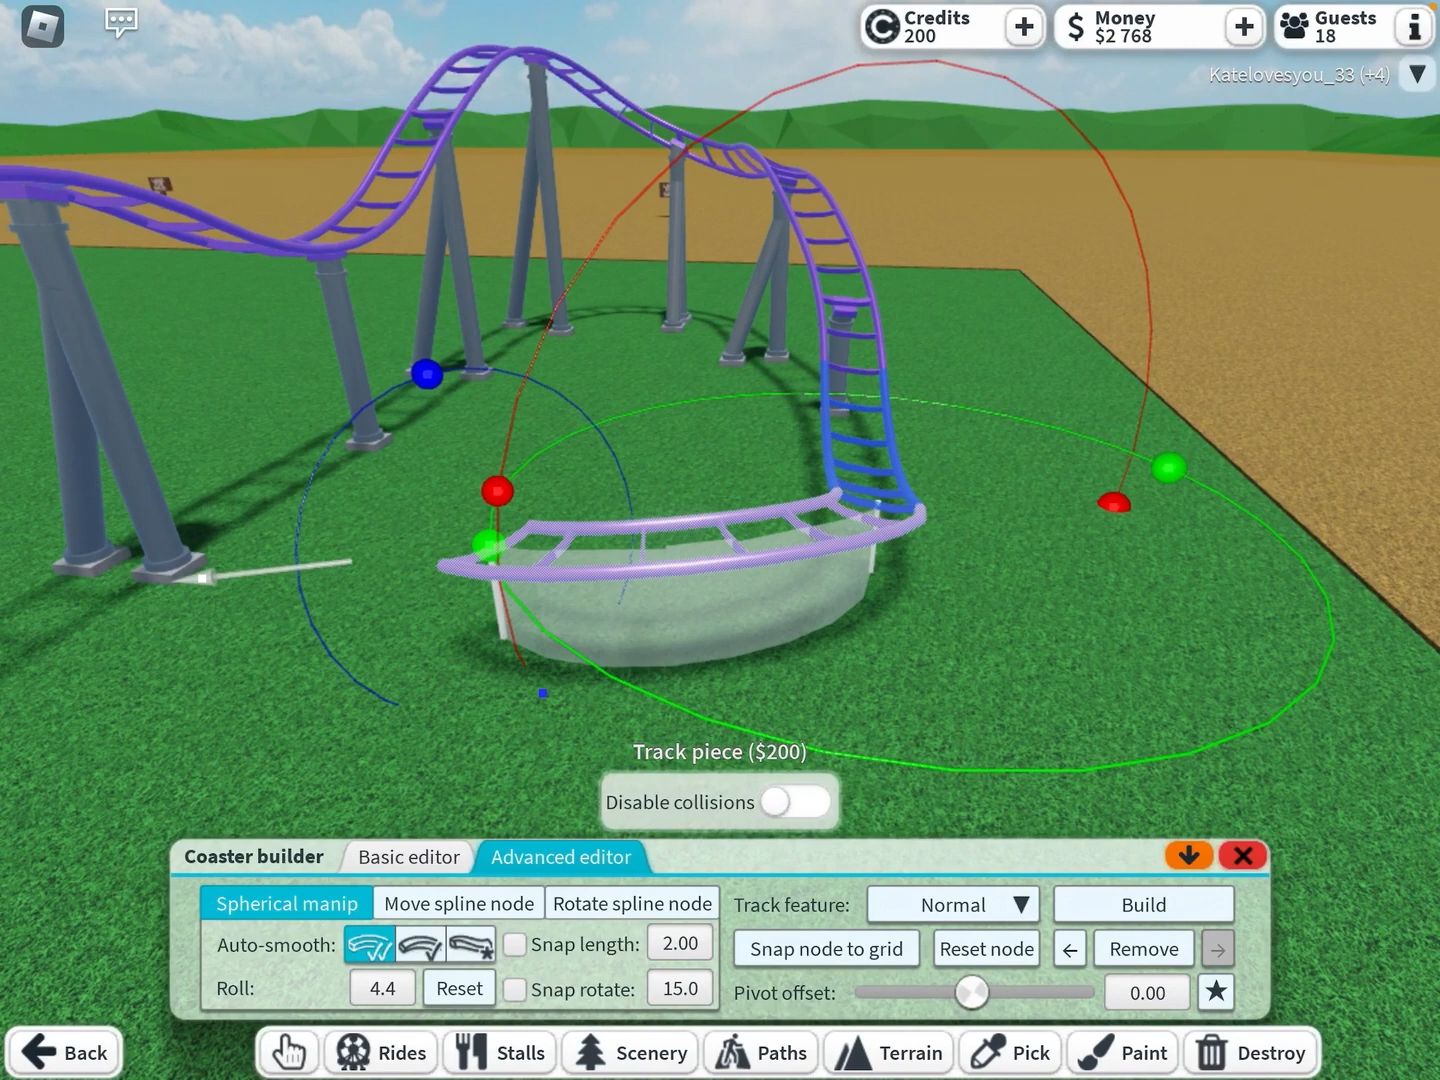 Credits
200
Money
$2 768
Guests
18
Katelovesyou_33 (+4)
Track piece ($200)
Disable collisions
Coaster builder
Basic editor
Advanced editor
Spherical manip
Move spline node
Rotate spline node
Auto-smooth:
Snap length:
2.00
Roll:
4.4
Reset
Snap rotate:
15.0
Track feature:
Normal
Build
Snap node to grid
Reset node
Remove
Pivot offset:
0.00
Back
Rides
Stalls
Scenery
Paths
Terrain
Pick
Paint
Destroy